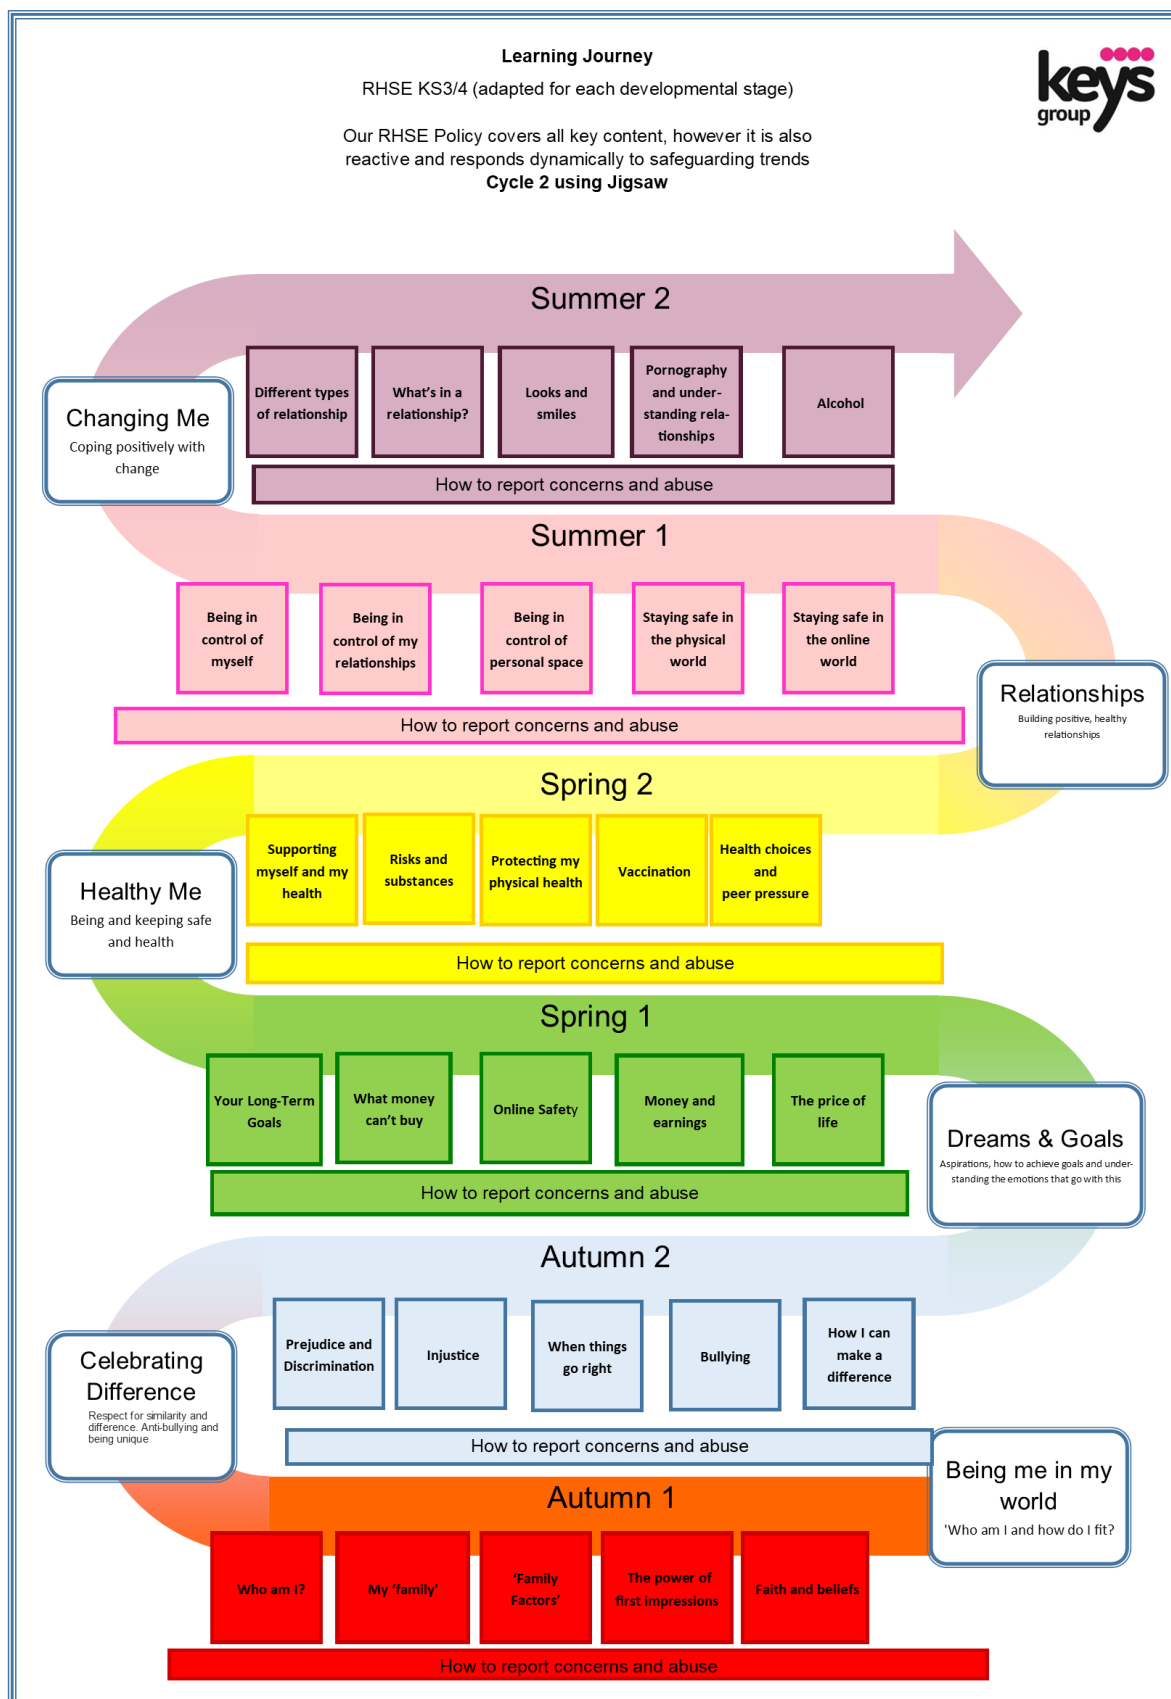 Learning Journey
RHSE KS3/4 (adapted for each developmental stage)
Our RHSE Policy covers all key content, however it is also
reactive and responds dynamically to safeguarding trends
Cycle 2 using Jigsaw
keys
group
Summer 2
Different types
of relationship
What's in a
relationship?
Looks and
smiles
Pornography
and under-
standing rela-
tionships
Alcohol
Changing Me
Coping positively with
change
How to report concerns and abuse
Summer 1
Being in
control of
myself
Being in
control of my
relationships
Being in
control of
personal space
Staying safe in
the physical
world
Staying safe in
the online
world
Relationships
Building positive, healthy
relationships
How to report concerns and abuse
Spring 2
Supporting
myself and my
health
Risks and
substances
Protecting my
physical health
Vaccination
Health choices
and
peer pressure
Healthy Me
Being and keeping safe
and health
How to report concerns and abuse
Spring 1
Your Long-Term
Goals
What money
can't buy
Online Safety
Money and
earnings
The price of
life
Dreams & Goals
Aspirations, how to achieve goals and under-
standing the emotions that go with this
How to report concerns and abuse
Autumn 2
Prejudice and
Discrimination
Injustice
When things
go right
Bullying
How I can
make a
difference
Celebrating
Difference
Respect for similarity and
difference. Anti-bullying and
being unique
How to report concerns and abuse
Being me in my
world
'Who am I and how do I fit?
Autumn 1
Who am I?
My 'family'
'Family
Factors'
The power of
first impressions
Faith and beliefs
How to report concerns and abuse